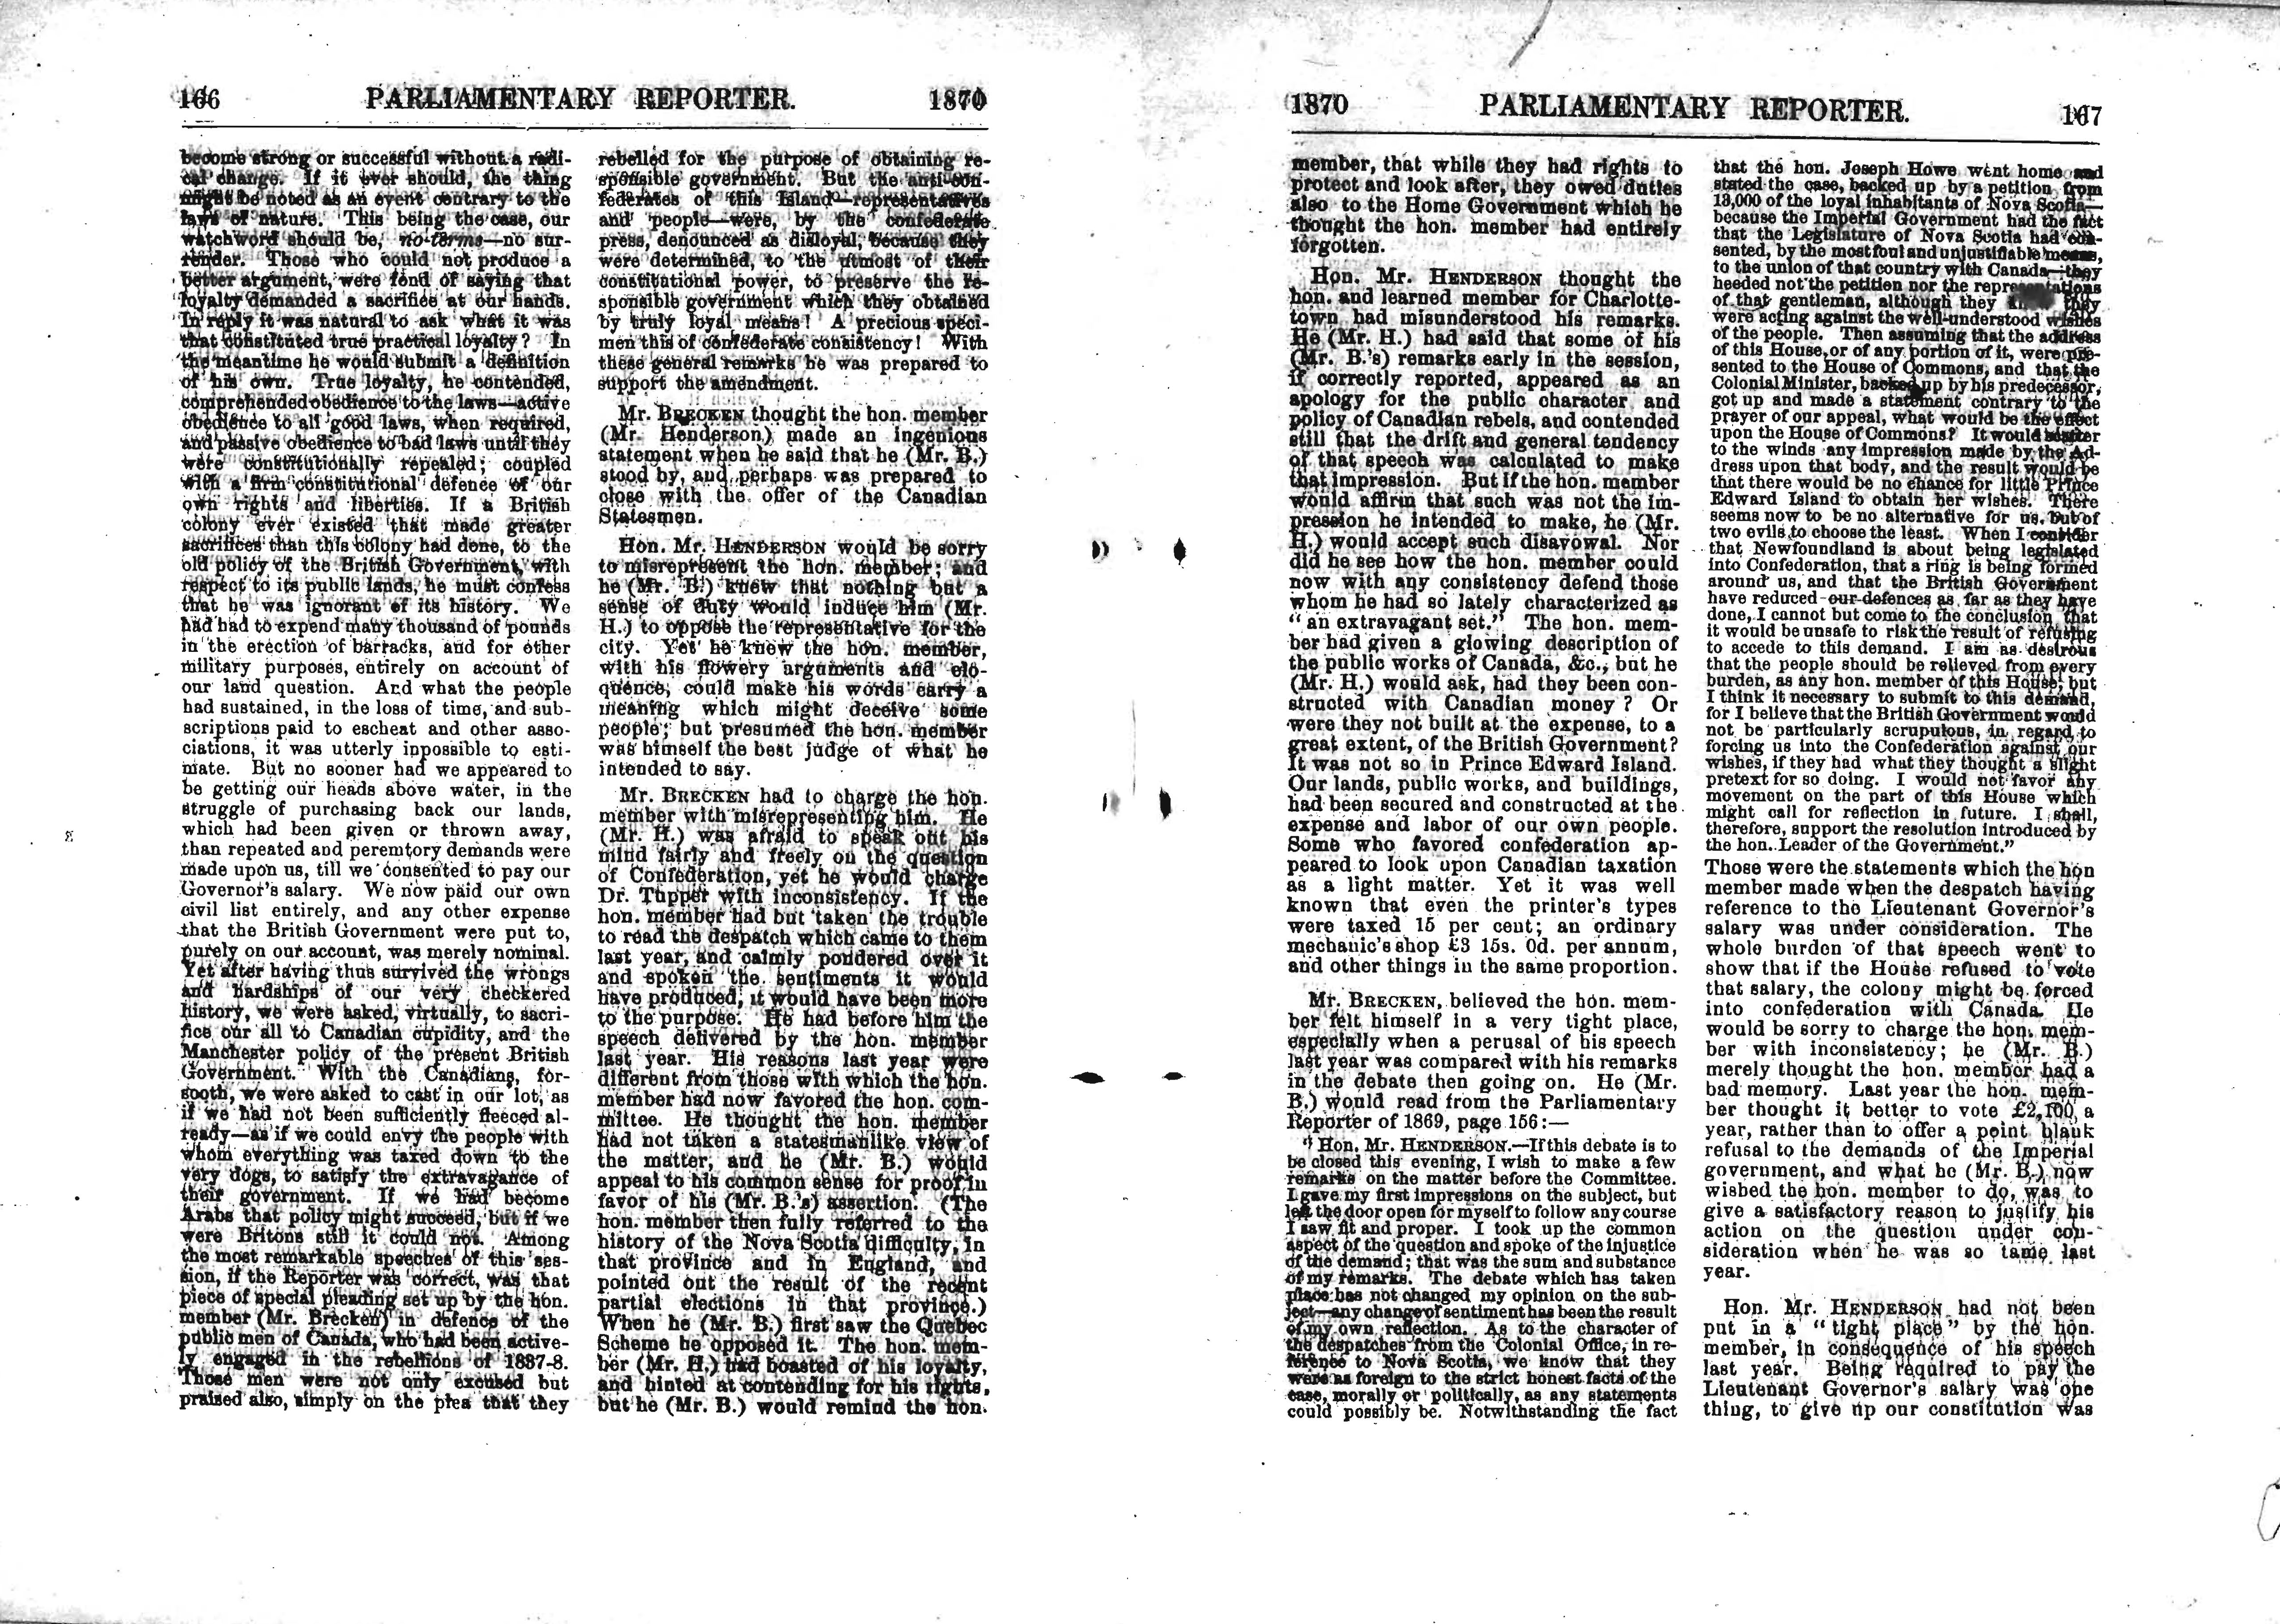 166 PARLIAMENTARY REPORTER. 1870
become strong or successful without a radi-
cal change. If it ever should, the thing
might be noted as an event contrary to the
laws of nature. This being the case, our
watchword should be, no-terms—no sur-
render. Those who could not produce a
better argument, were fond of saying that
loyalty demanded a sacrifice at our hands.
In reply it was natural to ask what it was
that constituted true practical loyalty? In
the meantime he would submit a definition
of his own. True loyalty, he contended,
comprehended obedience to the laws—active
obedience to all good laws, when required,
and passive obedience to bad laws until they
were constitutionally repealed; coupled
with a firm constitutional defence of our
own rights and liberties. If a British
colony ever existed that made greater
sacrifices than this colony had done, to the
old policy of the British Government, with
respect to its public lands, he must confess
that he was ignorant of its history. We
had had to expend many thousand of pounds
in the erection of barracks, and for other
military purposes, entirely on account of
our land question. And what the people
had sustained, in the loss of time, and sub-
scriptions paid to escheat and other asso-
ciations, it was utterly inpossible to esti-
mate. But no sooner had we appeared to
be getting our heads above water, in the
struggle of purchasing back our lands,
which had been given or thrown away,
than repeated and peremtory demands were
made upon us, till we consented to pay our
Governor's salary. We now paid our own
civil list entirely, and any other expense
that the British Government were put to,
purely on our account, was merely nominal.
Yet after having thus survived the wrongs
and hardships of our very checkered
history, we were asked, virtually, to sacri-
fice our all to Canadian cupidity, and the
Manchester policy of the present British
Government. With the Canadians, for-
sooth, we were asked to cast in our lot, as
if we had not been sufficiently fleeced al-
ready—as if we could envy the people with
whom everything was taxed down to the
very dogs, to satisfy the extravagance of
their government. If we had become
Arabs that policy might succeed, but if we
were Britons still it could not. Among
the most remarkable speeches of this ses-
sion, if the Reporter was correct, was that
piece of special pleading set up by the hon.
member (Mr. Brecken) in defence of the
public men of Canada, who had been active-
ly engaged in the rebellions of 1837-8.
Those men were not only excused but
praised also, simply on the plea that they
rebelled for the purpose of obtaining re-
sponsible government. But the anti-con-
federates of this Island—representatives
and people—were, by the confederate
press, denounced as disloyal, because they
were determined, to the utmost of their
constitutional power, to preserve the re-
sponsible government which they obtained
by truly loyal means! A precious speci-
men this of confederate consistency! With
these general remarks he was prepared to
support the amendment.
Mr. BRECKEN thought the hon. member
(Mr. Henderson) made an ingenious
statement when he said that he (Mr. B.)
stood by, and perhaps was prepared to
close with the offer of the Canadian
Statesmen.
Hon. Mr. HENDERSON would be sorry
to misrepresent the hon. member; and
he (Mr. B.) knew that nothing but a
sense of duty would induce him (Mr.
H.) to oppose the representative for the
city. Yet he knew the hon. member,
with his flowery arguments and elo-
quence, could make his words carry a
meaning which might deceive some
people; but presumed the hon. member
was himself the best judge of what he
intended to say.
Mr. BRECKEN had to charge the hon.
member with misrepresenting him. He
(Mr. H.) was afraid to speak out his
mind fairly and freely on the question
of Confederation, yet he would charge
Dr. Tupper with inconsistency. If the
hon. member had but taken the trouble
to read the despatch which came to them
last year, and calmly pondered over it
and spoken the sentiments it would
have produced, it would have been more
to the purpose. He had before him the
speech delivered by the hon. member
last year. His reasons last year were
different from those with which the hon.
member had now favored the hon. com-
mittee. He thought the hon. member
had not taken a statesmanlike view of
the matter, and he (Mr. B.) would
appeal to his common sense for proof in
favor of his (Mr. B.'s) assertion. (The
hon. member then fully referred to the
history of the Nova Scotia difficulty, in
that province and in England, and
pointed out the result of the recent
partial elections in that province.)
When he (Mr. B.) first saw the Quebec
Scheme he opposed it. The hon. mem-
ber (Mr. H.) had boasted of his loyalty,
and hinted at contending for his rights,
but he (Mr. B.) would remind the hon.
1870 PARLIAMENTARY REPORTER. 167
member, that while they had rights to
protect and look after, they owed duties
also to the Home Government which he
thought the hon. member had entirely
forgotten.
Hon. Mr. HENDERSON thought the
hon. and learned member for Charlotte-
town had misunderstood his remarks.
He (Mr. H.) had said that some of his
(Mr. B.'s) remarks early in the session,
if correctly reported, appeared as an
apology for the public character and
policy of Canadian rebels, and contended
still that the drift and general tendency
of that speech was calculated to make
that impression. But if the hon. member
would affirm that such was not the im-
pression he intended to make, he (Mr.
H.) would accept such disavowal. Nor
did he see how the hon. member could
now with any consistency defend those
whom he had so lately characterized as
"an extravagant set." The hon. mem-
ber had given a glowing description of
the public works of Canada, &c., but he
(Mr. H.) would ask, had they been con-
structed with Canadian money? Or
were they not built at the expense, to a
great extent, of the British Government?
It was not so in Prince Edward Island.
Our lands, public works, and buildings,
had been secured and constructed at the
expense and labor of our own people.
Some who favored confederation ap-
peared to look upon Canadian taxation
as a light matter. Yet it was well
known that even the printer's types
were taxed 15 per cent; an ordinary
mechanic's shop £3 15s. 0d. per annum,
and other things in the same proportion.
Mr. BRECKEN, believed the hon. mem-
ber felt himself in a very tight place,
especially when a perusal of his speech
last year was compared with his remarks
in the debate then going on. He (Mr.
B.) would read from the Parliamentary
Reporter of 1869, page 156:—
"Hon. Mr. HENDERSON.—If this debate is to
be closed this evening, I wish to make a few
remarks on the matter before the Committee.
I gave my first impressions on the subject, but
left the door open for myself to follow any course
I saw fit and proper. I took up the common
aspect of the question and spoke of the injustice
of the demand; that was the sum and substance
of my remarks. The debate which has taken
place has not changed my opinion on the sub-
ject—any change of sentiment has been the result
of my own reflection. As to the character of
the despatches from the Colonial Office, in re-
ference to Nova Scotia, we know that they
were as foreign to the strict honest facts of the
case, morally or politically, as any statements
could possibly be. Notwithstanding the fact
that the hon. Joseph Howe went home and
stated the case, backed up by a petition from
13,000 of the loyal inhabitants of Nova Scotia—
because the Imperial Government had the fact
that the Legislature of Nova Scotia had con-
sented, by the most foul and unjustifiable means,
to the union of that country with Canada—they
heeded not the petition nor the representations
of that gentleman, although they they
were acting against the well-understood wishes
of the people. Then assuming that the address
of this House, or of any portion of it, were pre-
sented to the House of Commons, and that the
Colonial Minister, backed up by his predecessor,
got up and made a statement contrary to the
prayer of our appeal, what would be the effect
upon the House of Commons? It would scatter
to the winds any impression made by the Ad-
dress upon that body, and the result would be
that there would be no chance for little Prince
Edward Island to obtain her wishes. There
seems now to be no alternative for us, but of
two evils to choose the least. When I consider
that Newfoundland is about being legislated
into Confederation, that a ring is being formed
around us, and that the British Government
have reduced our defences as far as they have
done, I cannot but come to the conclusion that
it would be unsafe to risk the result of refusing
to accede to this demand. I am as desirous
that the people should be relieved from every
burden, as any hon. member of this House; but
I think it necessary to submit to this demand,
for I believe that the British Government would
not be particularly scrupulous, in regard to
forcing us into the Confederation against our
wishes, if they had what they thought a slight
pretext for so doing. I would not favor any
movement on the part of this House which
might call for reflection in future. I shall,
therefore, support the resolution introduced by
the hon. Leader of the Government."
Those were the statements which the hon
member made when the despatch having
reference to the Lieutenant Governor's
salary was under consideration. The
whole burden of that speech went to
show that if the House refused to vote
that salary, the colony might be forced
into confederation with Canada. He
would be sorry to charge the hon. mem-
ber with inconsistency; he (Mr. B.)
merely thought the hon. member had a
bad memory. Last year the hon. mem-
ber thought it better to vote £2,100 a
year, rather than to offer a point blauk
refusal to the demands of the Imperial
government, and what he (Mr. B.) now
wished the hon. member to do, was to
give a satisfactory reason to justify his
action on the question under con-
sideration when he was so tame last
year.
Hon. Mr. HENDERSON had not been
put in a "tight place" by the hon.
member, in consequence of his speech
last year. Being required to pay the
Lieutenant Governor's salary was one
thing, to give up our constitution was